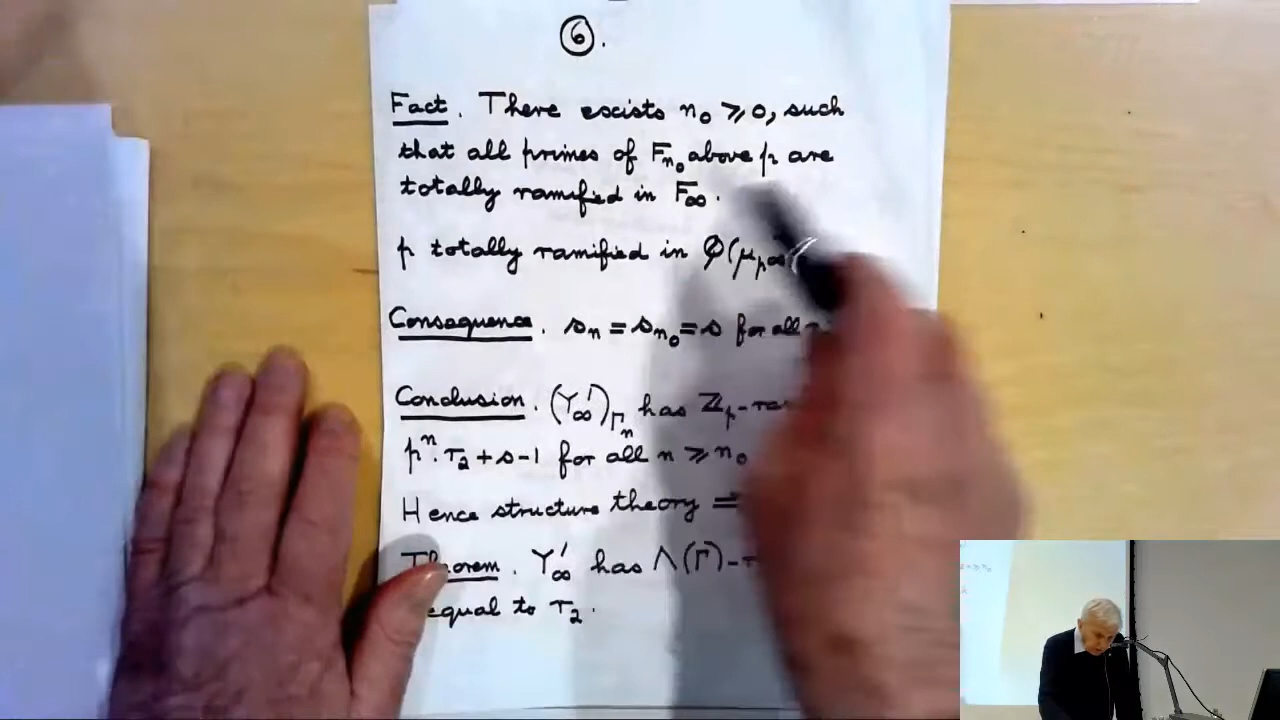 ⑥.
Fact. There exists n₀ ≥ 0, such
that all primes of F_{n₀} above p are
totally ramified in F_∞.
p totally ramified in ℚ(μ_{p^∞})
Consequence. s_n = s_{n₀} = s for all
Conclusion. (Y'_∞)_{Γ_n} has ℤ_p-
p^n. r₂ + s-1 for all n ≥ n₀
Hence structure theory ⇒
Theorem. Y'_∞ has Λ(Γ)-
equal to r₂.